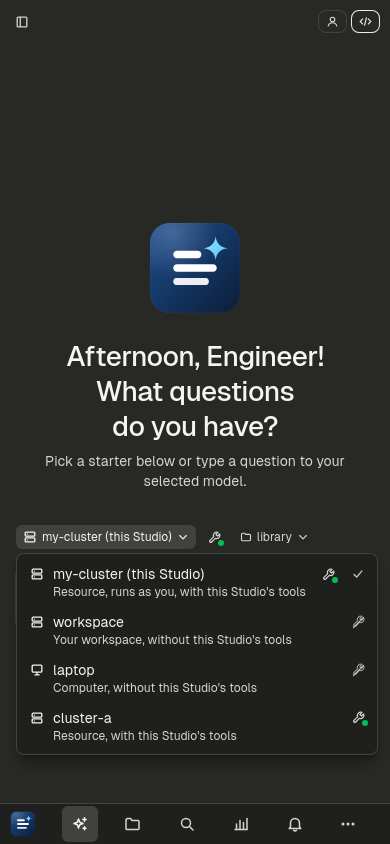 Afternoon, Engineer!
What questions
do you have?
Pick a starter below or type a question to your
selected model.
my-cluster (this Studio)
library
my-cluster (this Studio)
Resource, runs as you, with this Studio's tools
workspace
Your workspace, without this Studio's tools
laptop
Computer, without this Studio's tools
cluster-a
Resource, with this Studio's tools